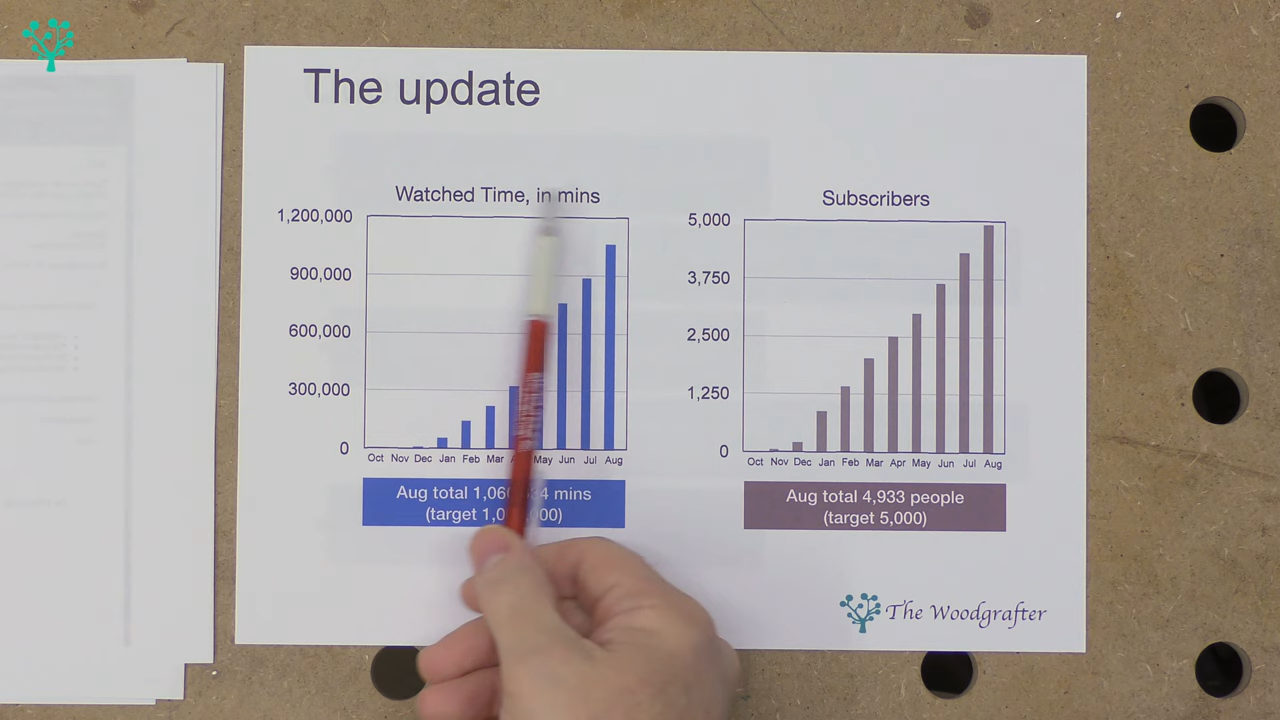 The update
Watched Time, in mins
1,200,000
900,000
600,000
300,000
0
Oct Nov Dec Jan Feb Mar May Jun Jul Aug
Aug total mins
(target
Subscribers
5,000
3,750
2,500
1,250
0
Oct Nov Dec Jan Feb Mar Apr May Jun Jul Aug
Aug total 4,933 people
(target 5,000)
The Woodgrafter